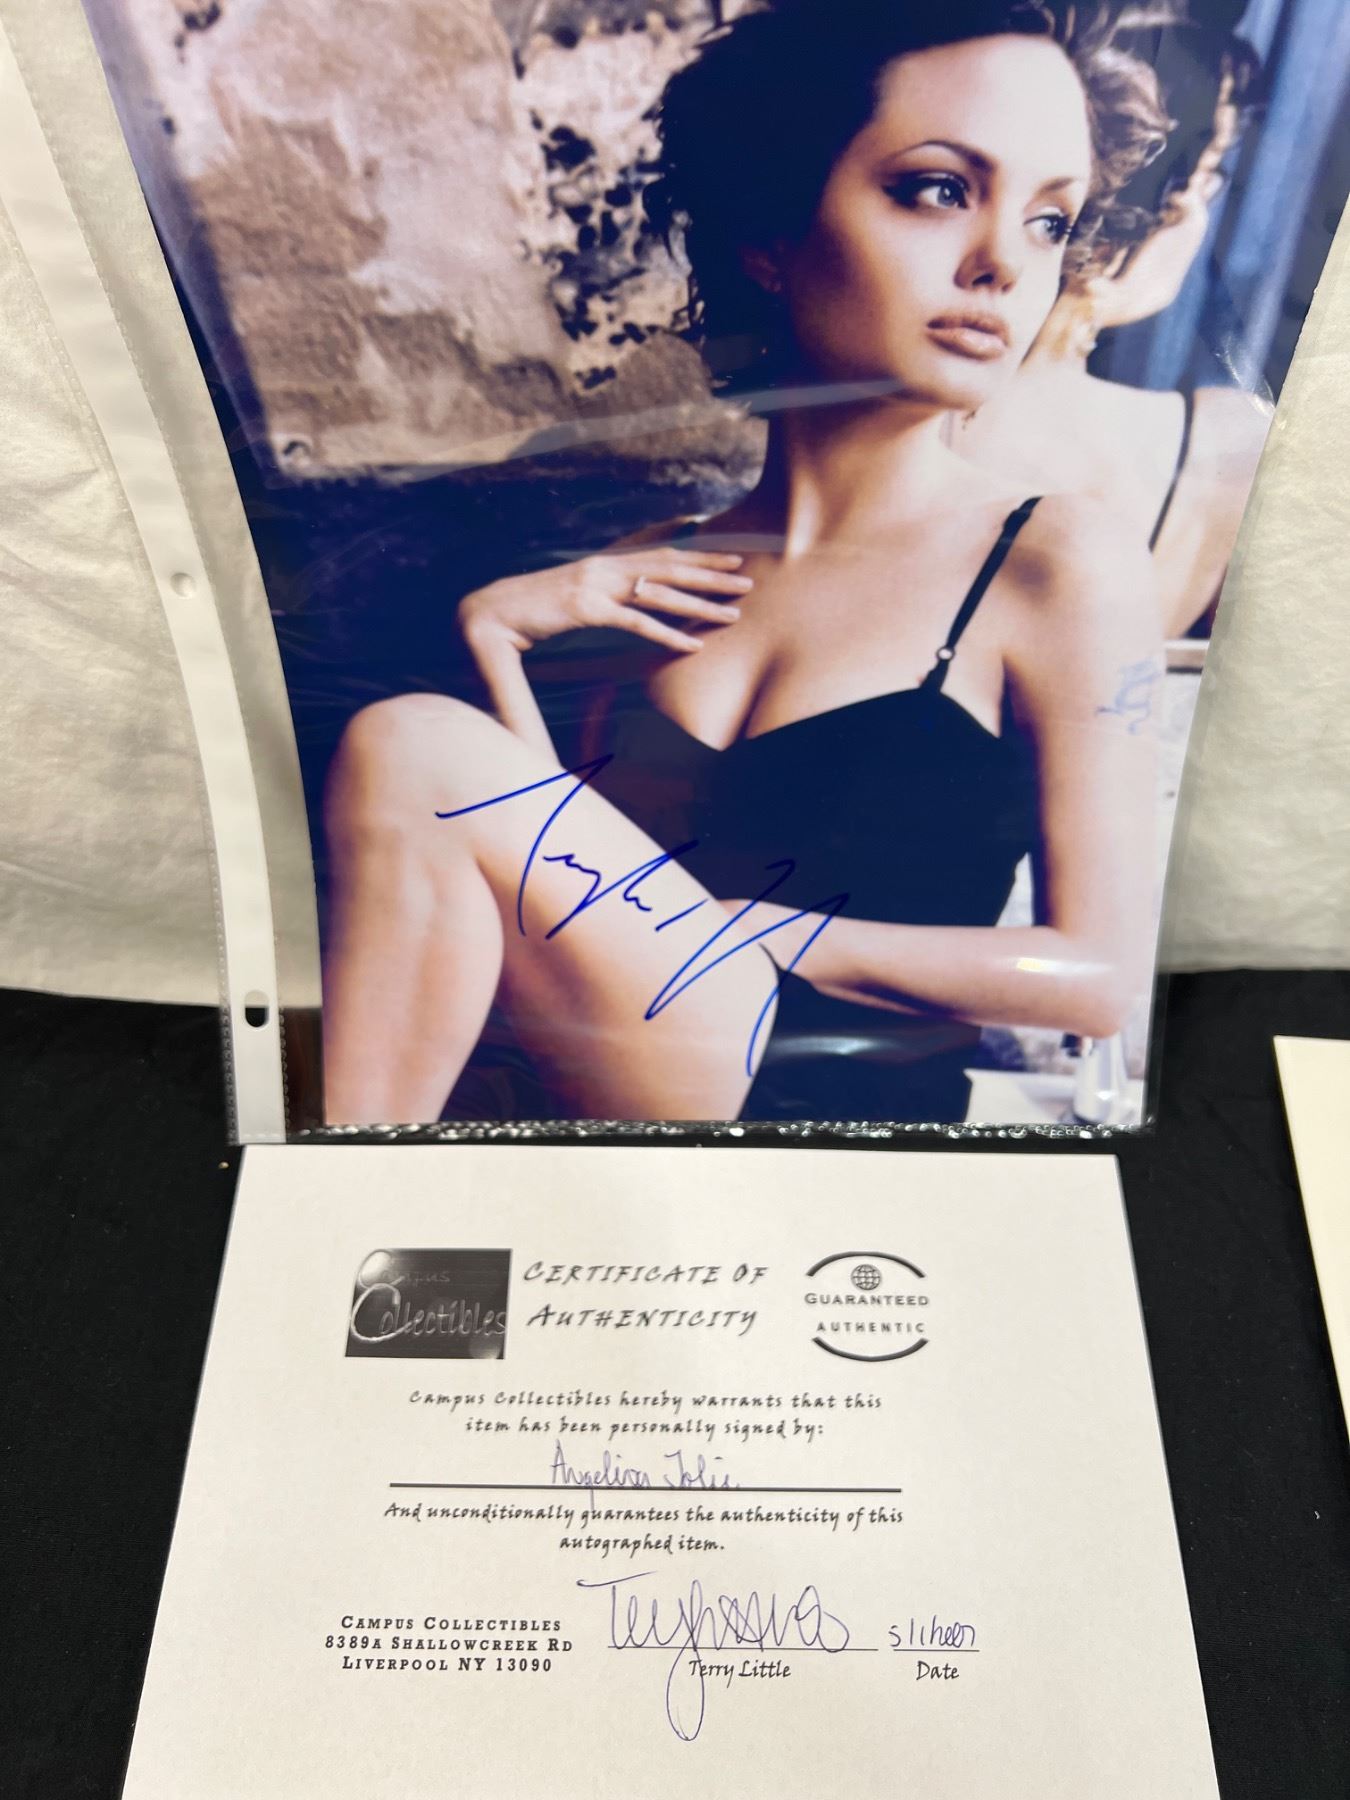 Campus
Collectibles
CERTIFICATE OF
AUTHENTICITY
GUARANTEED
AUTHENTIC
Campus Collectibles hereby warrants that this
item has been personally signed by:
Angelina Jolie
And unconditionally guarantees the authenticity of this
autographed item.
CAMPUS COLLECTIBLES
8389A SHALLOWCREEK RD
LIVERPOOL NY 13090
Terry Little
Date